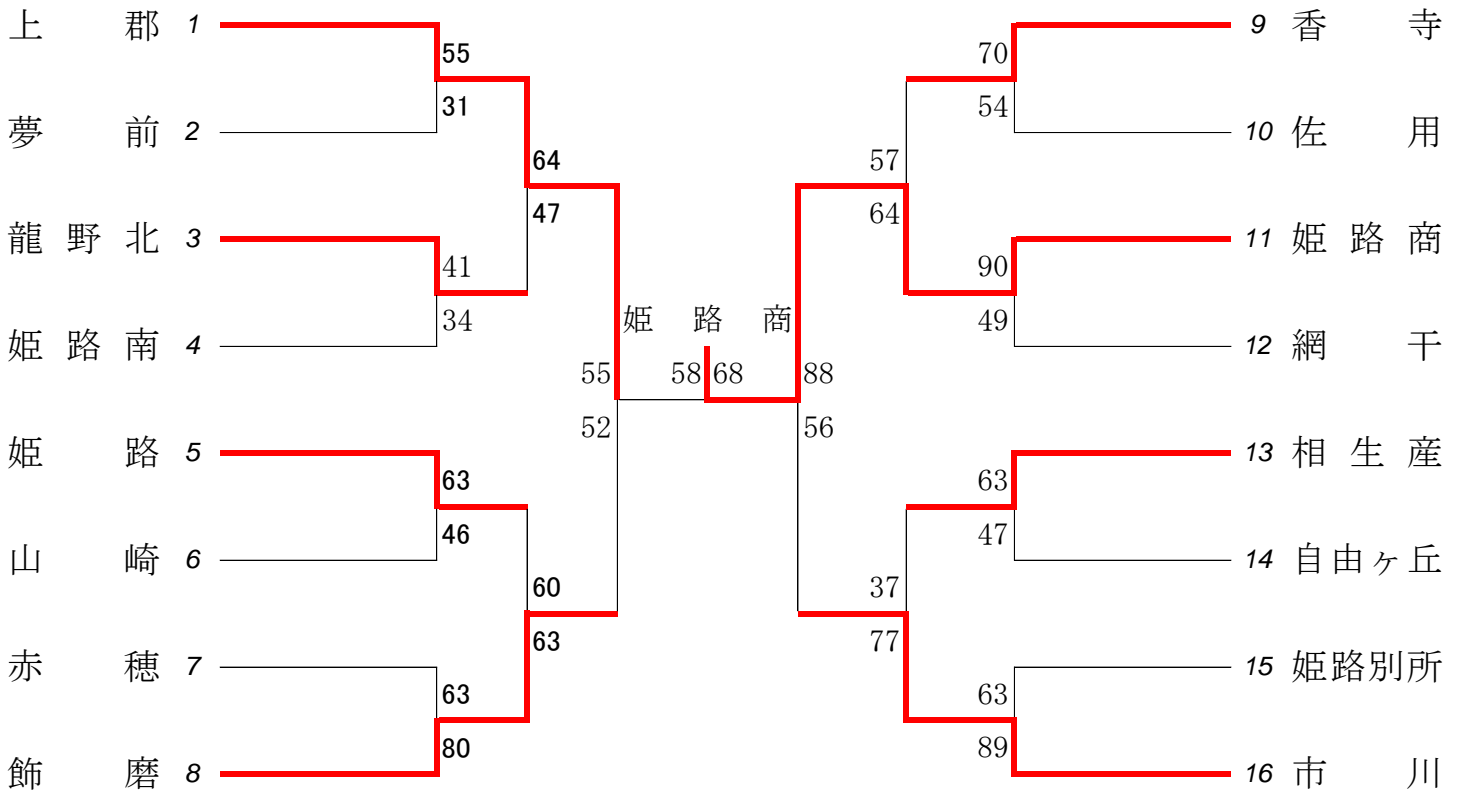 上郡 1
55
31
夢前 2
64
47
龍野北 3
41
34
姫路南 4
55
52
姫路 5
63
46
山崎 6
60
63
赤穂 7
63
80
飾磨 8
姫路商
58 68
9 香寺
70
54
10 佐用
57
64
11 姫路商
90
49
12 網干
88
56
13 相生産
63
47
14 自由ヶ丘
37
77
15 姫路別所
63
89
16 市川